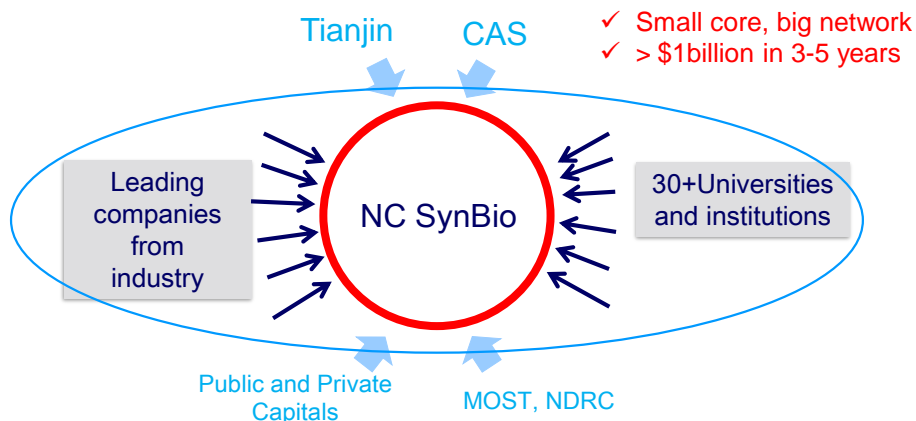 Tianjin
CAS
✓ Small core, big network
✓ > $1billion in 3-5 years
Leading
companies
from
industry
NC SynBio
30+Universities
and institutions
Public and Private
Capitals
MOST, NDRC